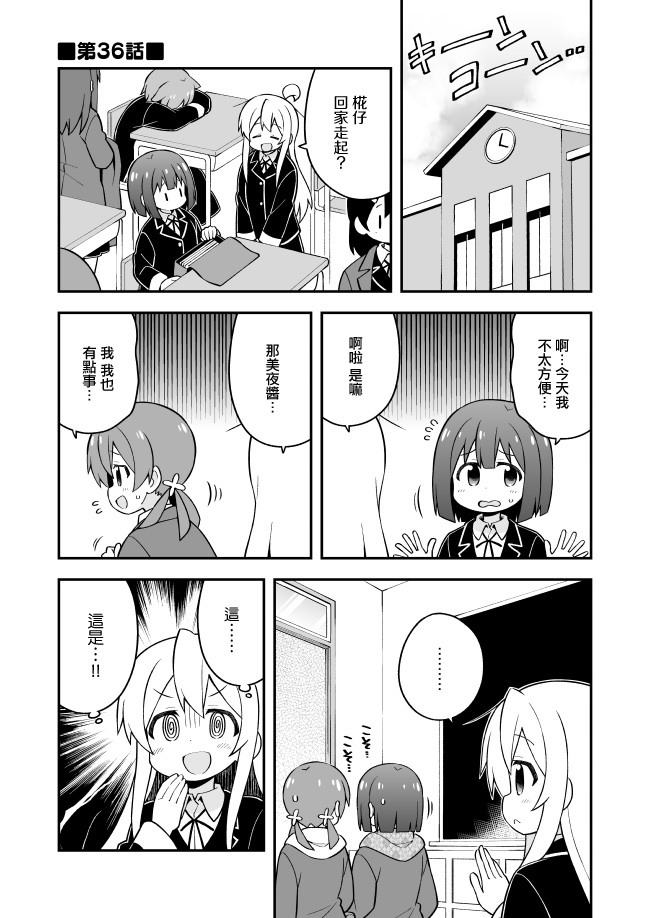 ■第36話■
キーン
コーン…
椛仔
回家走起？
啊…今天我
不太方便…
啊啦 是嘛
那美夜醬…
我 我也
有點事…
………
こそ…
こそ…
這……
這是…!!